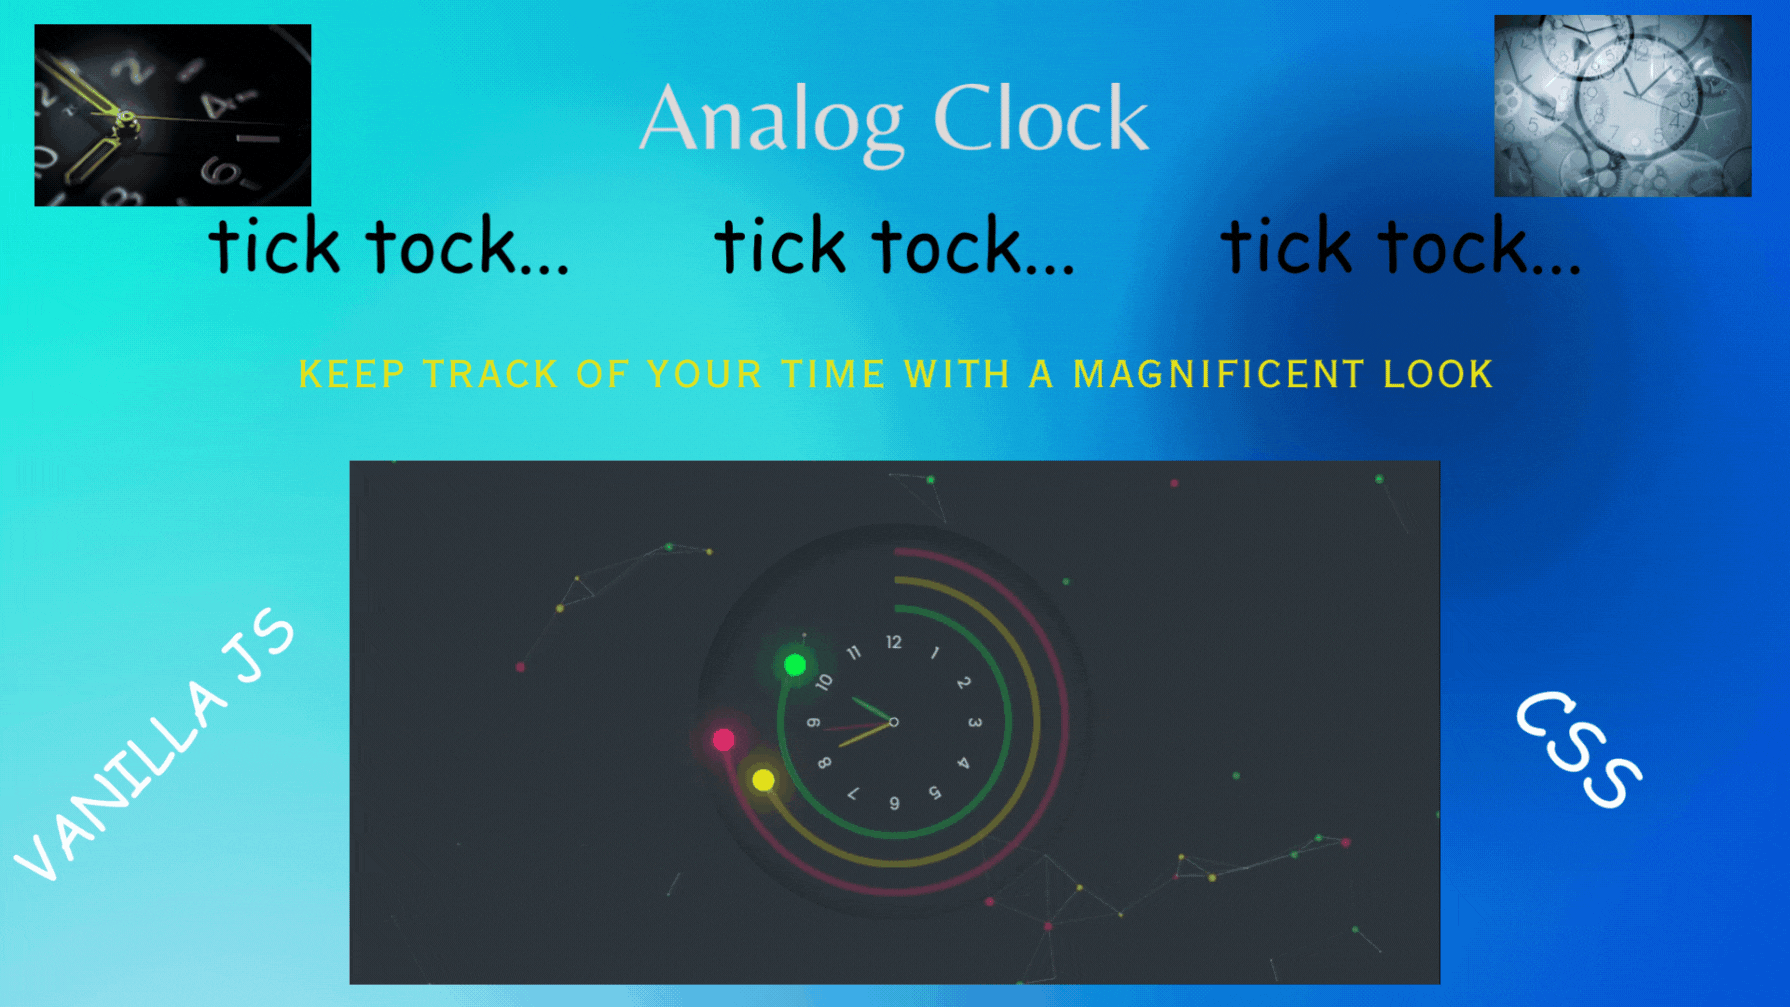 Analog Clock
tick tock... tick tock... tick tock...
KEEP TRACK OF YOUR TIME WITH A MAGNIFICENT LOOK
VANILLA JS
CSS
12
1
2
3
4
5
6
7
8
9
10
11